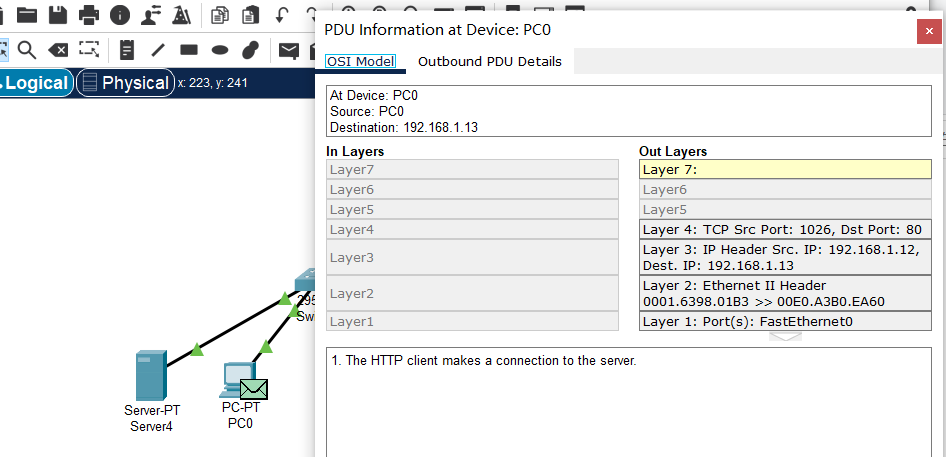 PDU Information at Device: PC0
OSI Model
Outbound PDU Details
Logical
Physical
x: 223, y: 241
At Device: PC0
Source: PC0
Destination: 192.168.1.13
In Layers
Out Layers
Layer7
Layer 7:
Layer6
Layer6
Layer5
Layer5
Layer4
Layer 4: TCP Src Port: 1026, Dst Port: 80
Layer3
Layer 3: IP Header Src. IP: 192.168.1.12,
Dest. IP: 192.168.1.13
Layer2
Layer 2: Ethernet II Header
0001.6398.01B3 >> 00E0.A3B0.EA60
Layer1
Layer 1: Port(s): FastEthernet0
1. The HTTP client makes a connection to the server.
Server-PT
Server4
PC-PT
PC0